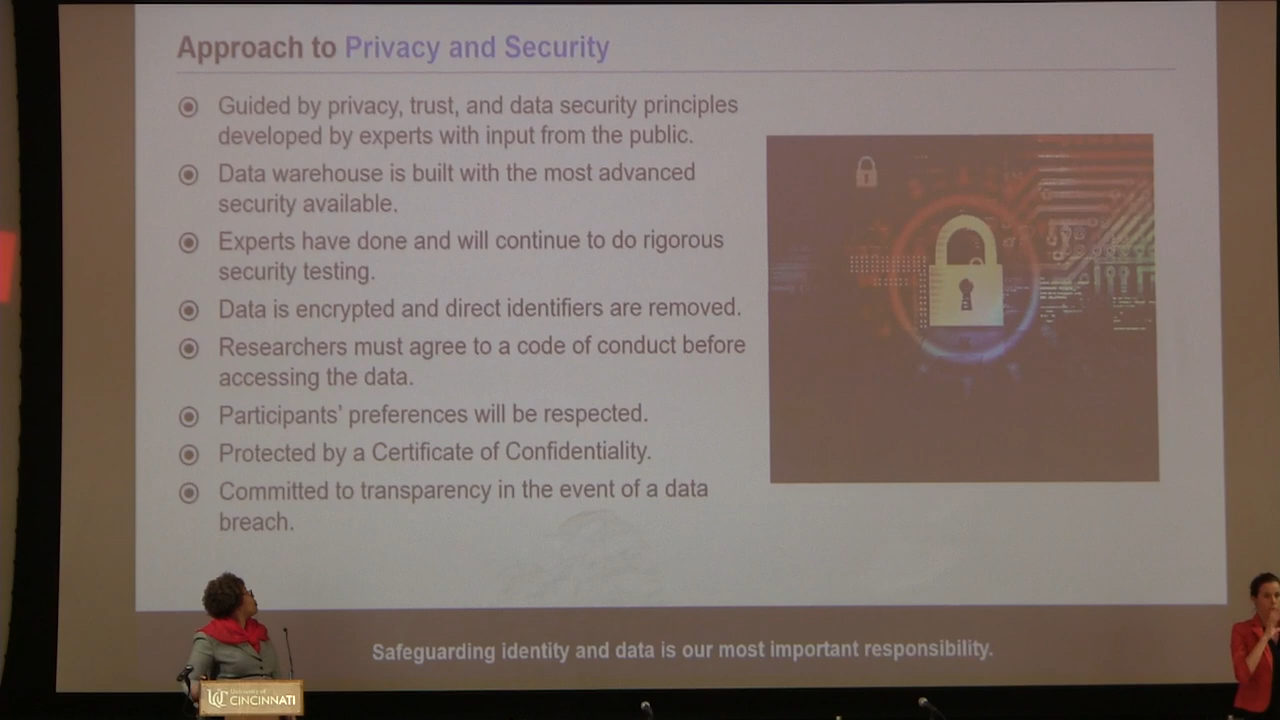 Approach to Privacy and Security
Guided by privacy, trust, and data security principles
developed by experts with input from the public.
Data warehouse is built with the most advanced
security available.
Experts have done and will continue to do rigorous
security testing.
Data is encrypted and direct identifiers are removed.
Researchers must agree to a code of conduct before
accessing the data.
Participants' preferences will be respected.
Protected by a Certificate of Confidentiality.
Committed to transparency in the event of a data
breach.
Safeguarding identity and data is our most important responsibility.
University of
CINCINNATI